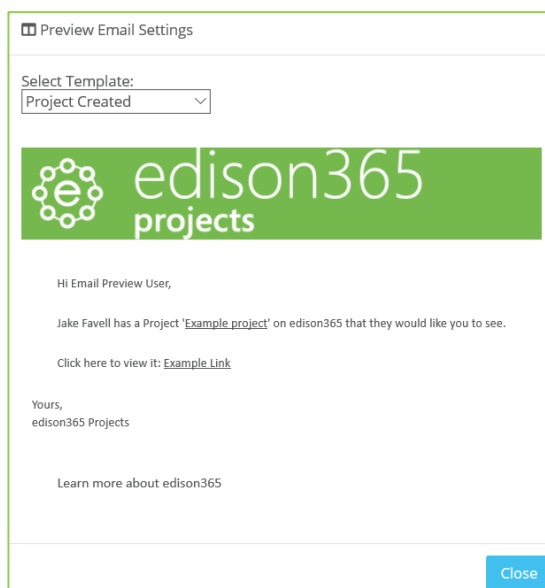 Preview Email Settings
Select Template:
Project Created
edison365
projects
Hi Email Preview User,
Jake Favell has a Project 'Example project' on edison365 that they would like you to see.
Click here to view it: Example Link
Yours,
edison365 Projects
Learn more about edison365
Close